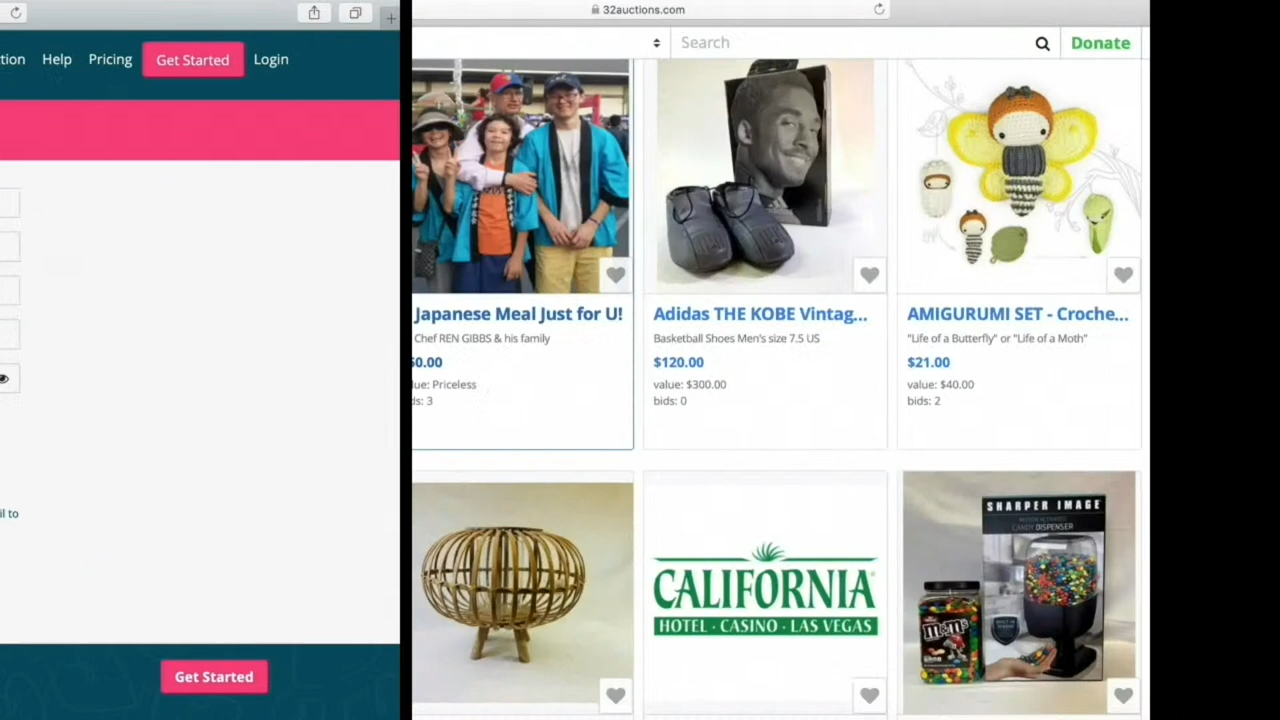 32auctions.com
tion Help Pricing Get Started Login
Search Donate
Japanese Meal Just for U!
Chef REN GIBBS & his family
0.00
lue: Priceless
ds: 3
Adidas THE KOBE Vintag...
Basketball Shoes Men's size 7.5 US
$120.00
value: $300.00
bids: 0
AMIGURUMI SET - Croche...
"Life of a Butterfly" or "Life of a Moth"
$21.00
value: $40.00
bids: 2
il to
Get Started
CALIFORNIA
HOTEL · CASINO · LAS VEGAS
SHARPER IMAGE
CANDY DISPENSER
m&m's